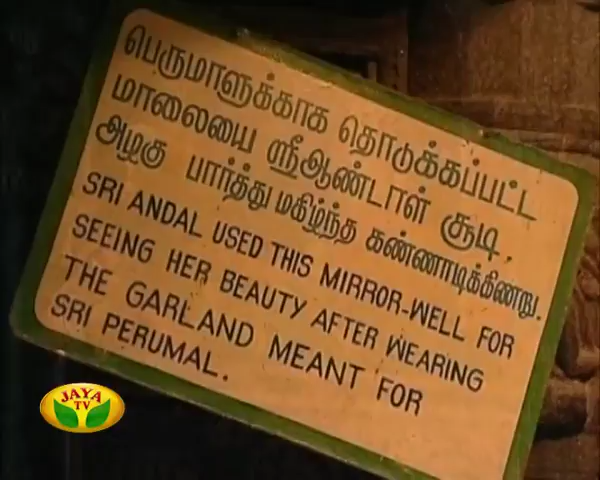 பெருமாளுக்காக தொடுக்கப்பட்ட
மாலையை ஸ்ரீஆண்டாள் சூடி,
அழகு பார்த்து மகிழ்ந்த கண்ணாடிக்கிணறு.
SRI ANDAL USED THIS MIRROR-WELL FOR
SEEING HER BEAUTY AFTER WEARING
THE GARLAND MEANT FOR
SRI PERUMAL.
JAYA
TV